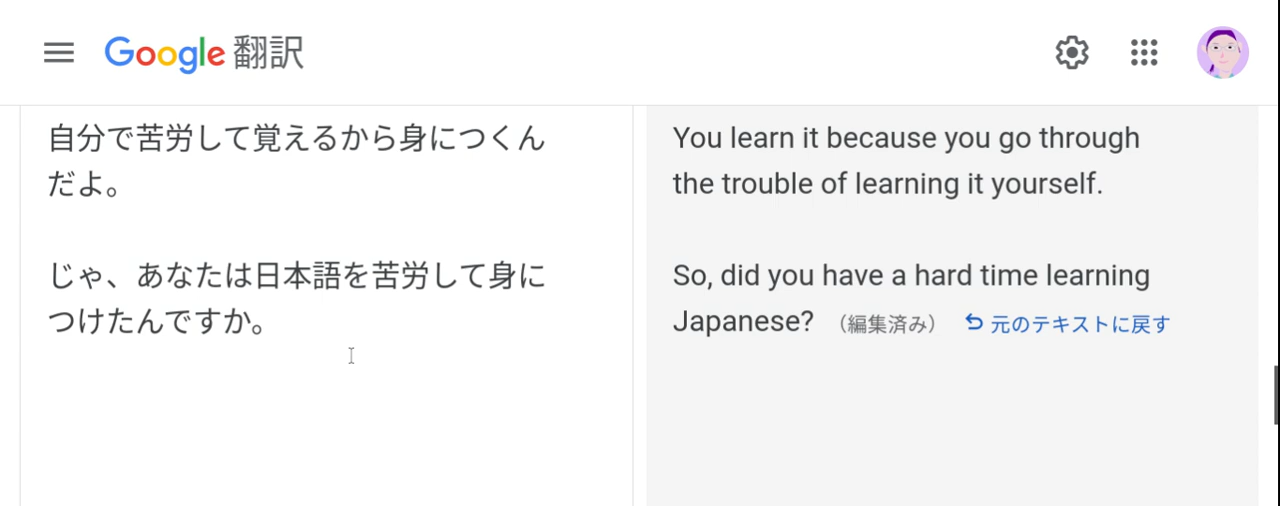 Google 翻訳
自分で苦労して覚えるから身につくん
だよ。
じゃ、あなたは日本語を苦労して身に
つけたんですか。
You learn it because you go through
the trouble of learning it yourself.
So, did you have a hard time learning
Japanese? （編集済み） 元のテキストに戻す